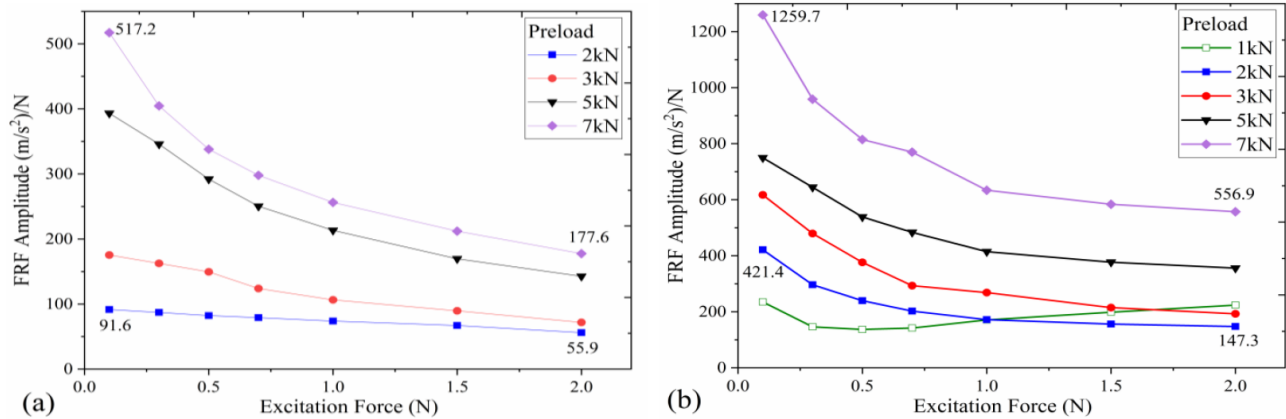 FRF Amplitude (m/s²)/N
500
400
300
200
100
0
517.2
91.6
177.6
55.9
Preload
2kN
3kN
5kN
7kN
0.0 0.5 1.0 1.5 2.0
Excitation Force (N)
(a)
FRF Amplitude (m/s²)/N
1200
1000
800
600
400
200
0
1259.7
421.4
556.9
147.3
Preload
1kN
2kN
3kN
5kN
7kN
0.0 0.5 1.0 1.5 2.0
Excitation Force (N)
(b)